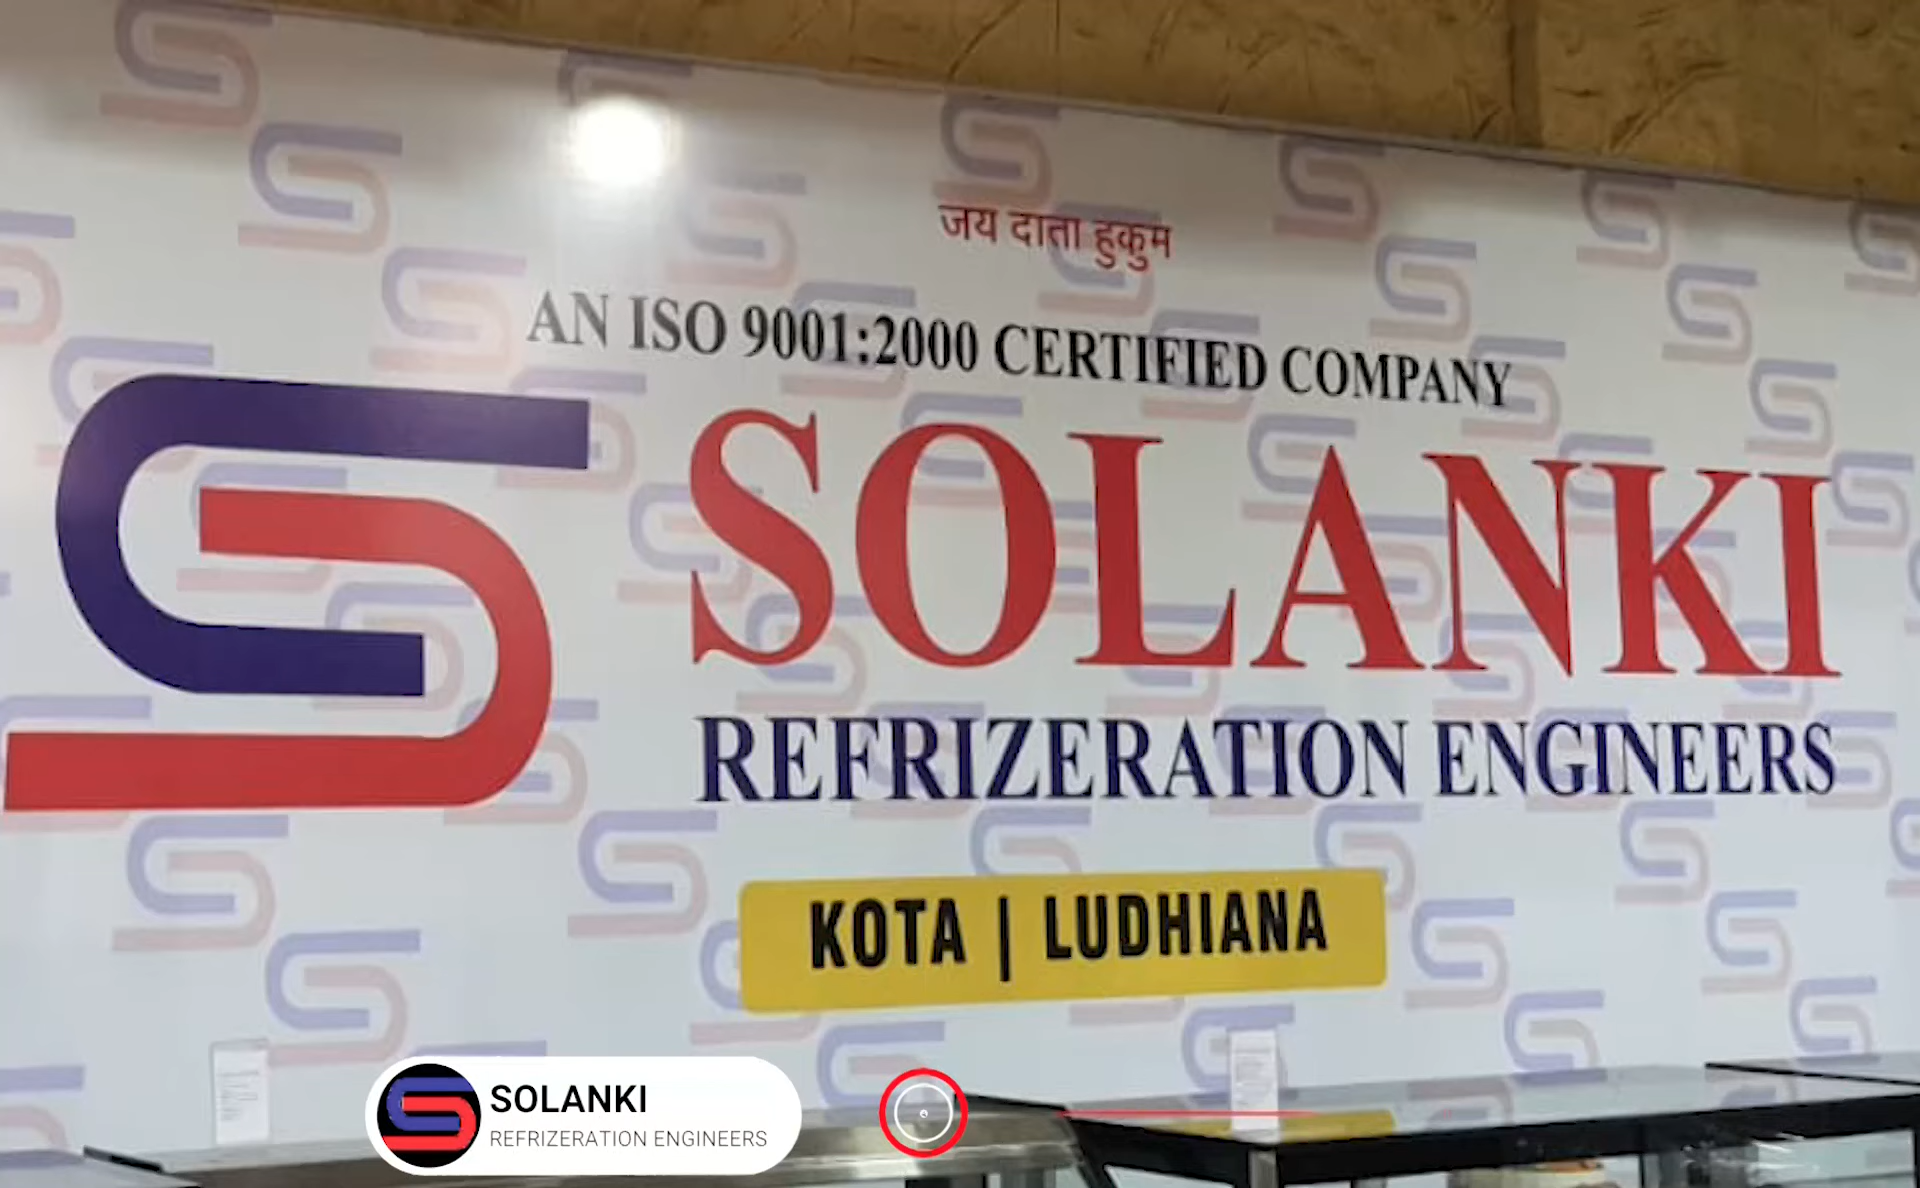 जय दाता हुकुम
AN ISO 9001:2000 CERTIFIED COMPANY
SOLANKI
REFRIZERATION ENGINEERS
KOTA | LUDHIANA
SOLANKI
REFRIZERATION ENGINEERS